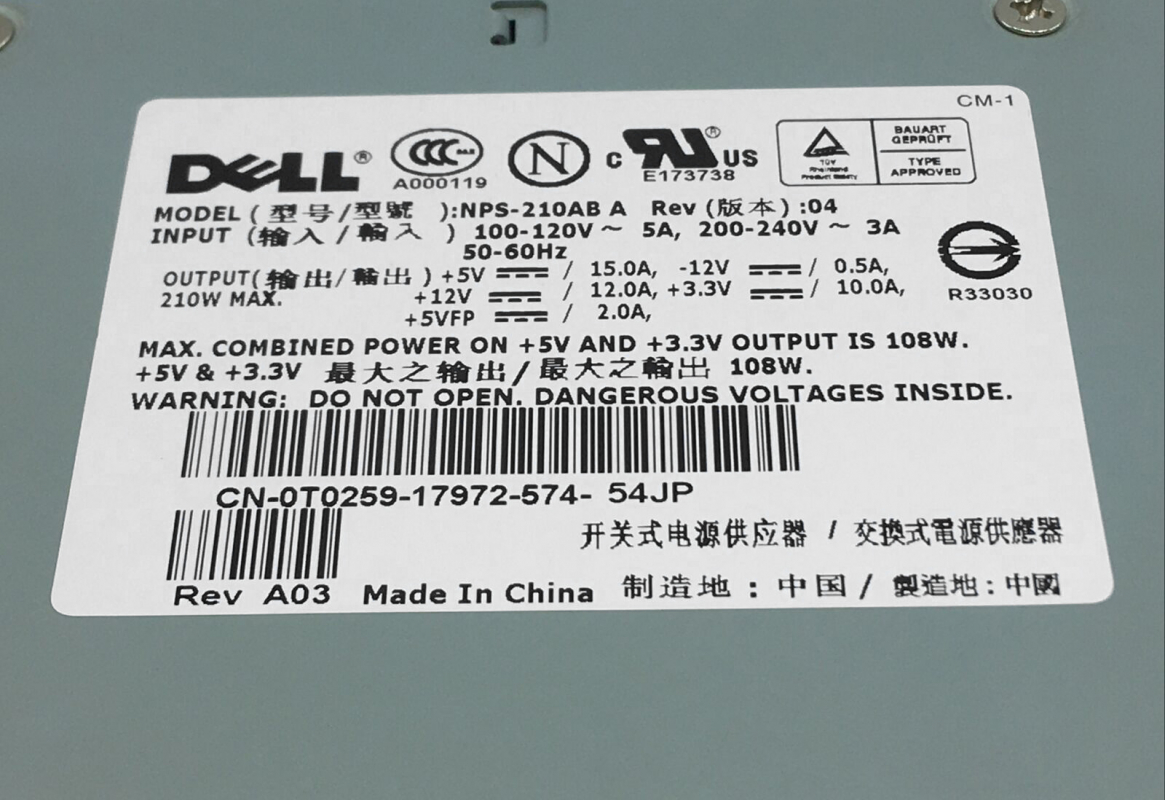 CM-1
DELL® CCC S&E N c RU® US TÜV Rheinland Product Safety BAUART GEPRÜFT TYPE APPROVED
A000119 E173738
MODEL (型号/型號 ):NPS-210AB A Rev (版本) :04
INPUT (输入/輸入 ) 100-120V~ 5A, 200-240V~ 3A
50-60Hz
OUTPUT(输出/輸出 ) +5V ⎓ / 15.0A, -12V ⎓ / 0.5A,
210W MAX. +12V ⎓ / 12.0A, +3.3V ⎓ / 10.0A,
+5VFP ⎓ / 2.0A,
R33030
MAX. COMBINED POWER ON +5V AND +3.3V OUTPUT IS 108W.
+5V & +3.3V 最大之输出/最大之輸出 108W.
WARNING: DO NOT OPEN. DANGEROUS VOLTAGES INSIDE.
CN-0T0259-17972-574- 54JP
开关式电源供应器 / 交換式電源供應器
Rev A03 Made In China 制造地:中国/ 製造地:中國